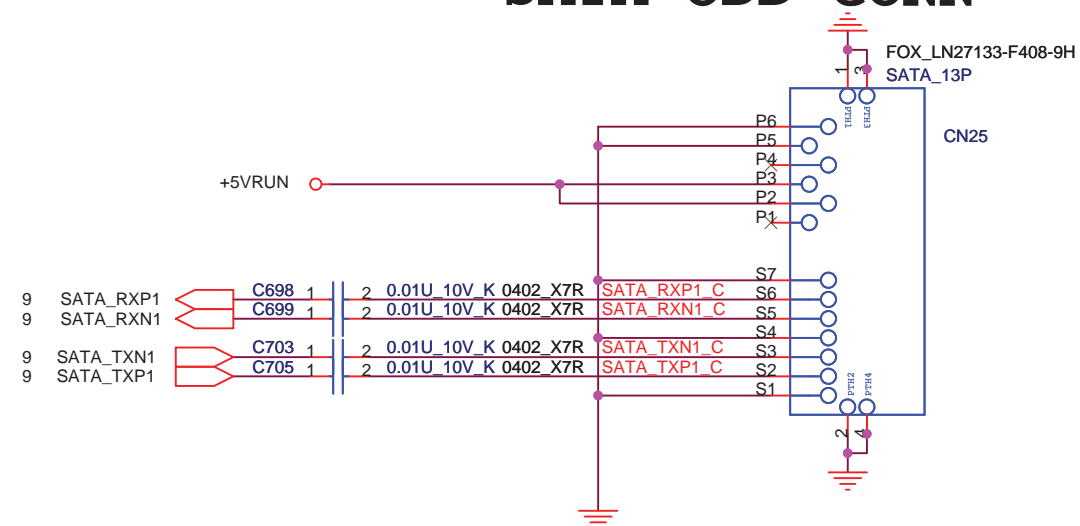 1 3 FOX_LN27133-F408-9H
SATA_13P
PTH1 PTH3
CN25
P6
P5
P4
+5VRUN P3
P2
P1
S7
9 SATA_RXP1 C698 1 2 0.01U_10V_K 0402_X7R SATA_RXP1_C S6
9 SATA_RXN1 C699 1 2 0.01U_10V_K 0402_X7R SATA_RXN1_C S5
S4
9 SATA_TXN1 C703 1 2 0.01U_10V_K 0402_X7R SATA_TXN1_C S3
9 SATA_TXP1 C705 1 2 0.01U_10V_K 0402_X7R SATA_TXP1_C S2
S1
PTH2 PTH4
2 4